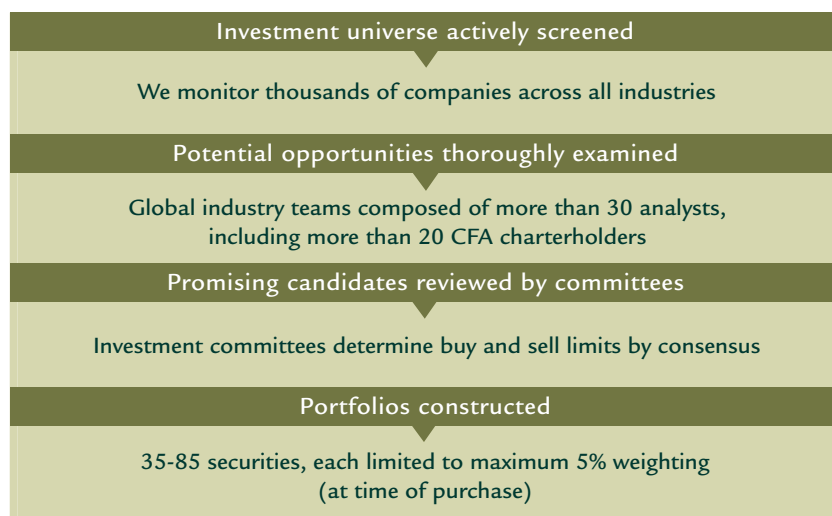 Investment universe actively screened
We monitor thousands of companies across all industries
Potential opportunities thoroughly examined
Global industry teams composed of more than 30 analysts,
including more than 20 CFA charterholders
Promising candidates reviewed by committees
Investment committees determine buy and sell limits by consensus
Portfolios constructed
35-85 securities, each limited to maximum 5% weighting
(at time of purchase)